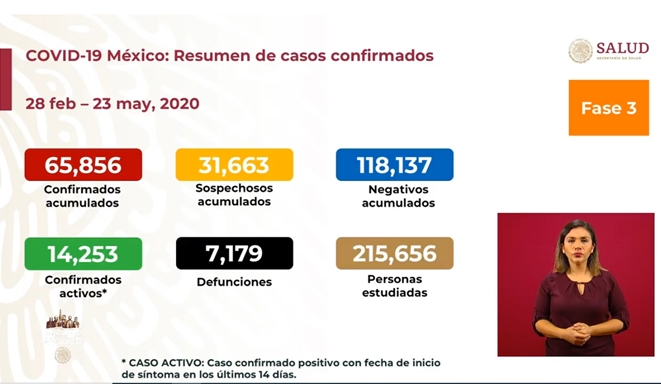 COVID-19 México: Resumen de casos confirmados
SALUD
SECRETARÍA DE SALUD
28 feb – 23 may, 2020
Fase 3
65,856
Confirmados
acumulados
31,663
Sospechosos
acumulados
118,137
Negativos
acumulados
14,253
Confirmados
activos*
7,179
Defunciones
215,656
Personas
estudiadas
* CASO ACTIVO: Caso confirmado positivo con fecha de inicio
de síntoma en los últimos 14 días.